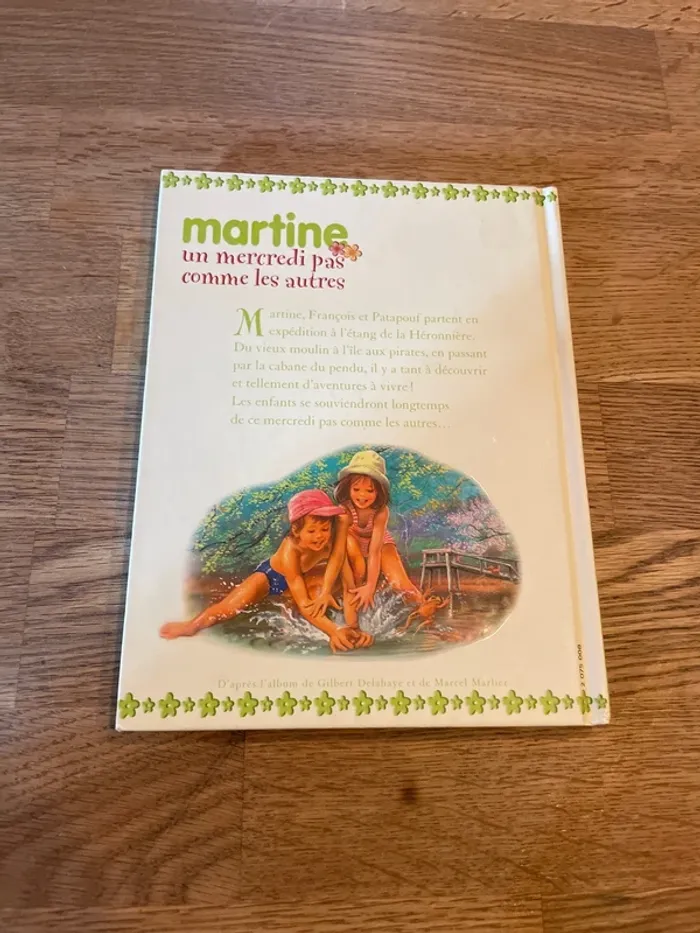 martine
un mercredi pas
comme les autres
Martine, François et Patapouf partent en
expédition à l'étang de la Héronnière.
Du vieux moulin à l'île aux pirates, en passant
par la cabane du pendu, il y a tant à découvrir
et tellement d'aventures à vivre !
Les enfants se souviendront longtemps
de ce mercredi pas comme les autres...
D'après l'album de Gilbert Delahaye et de Marcel Marlier
2 075 008